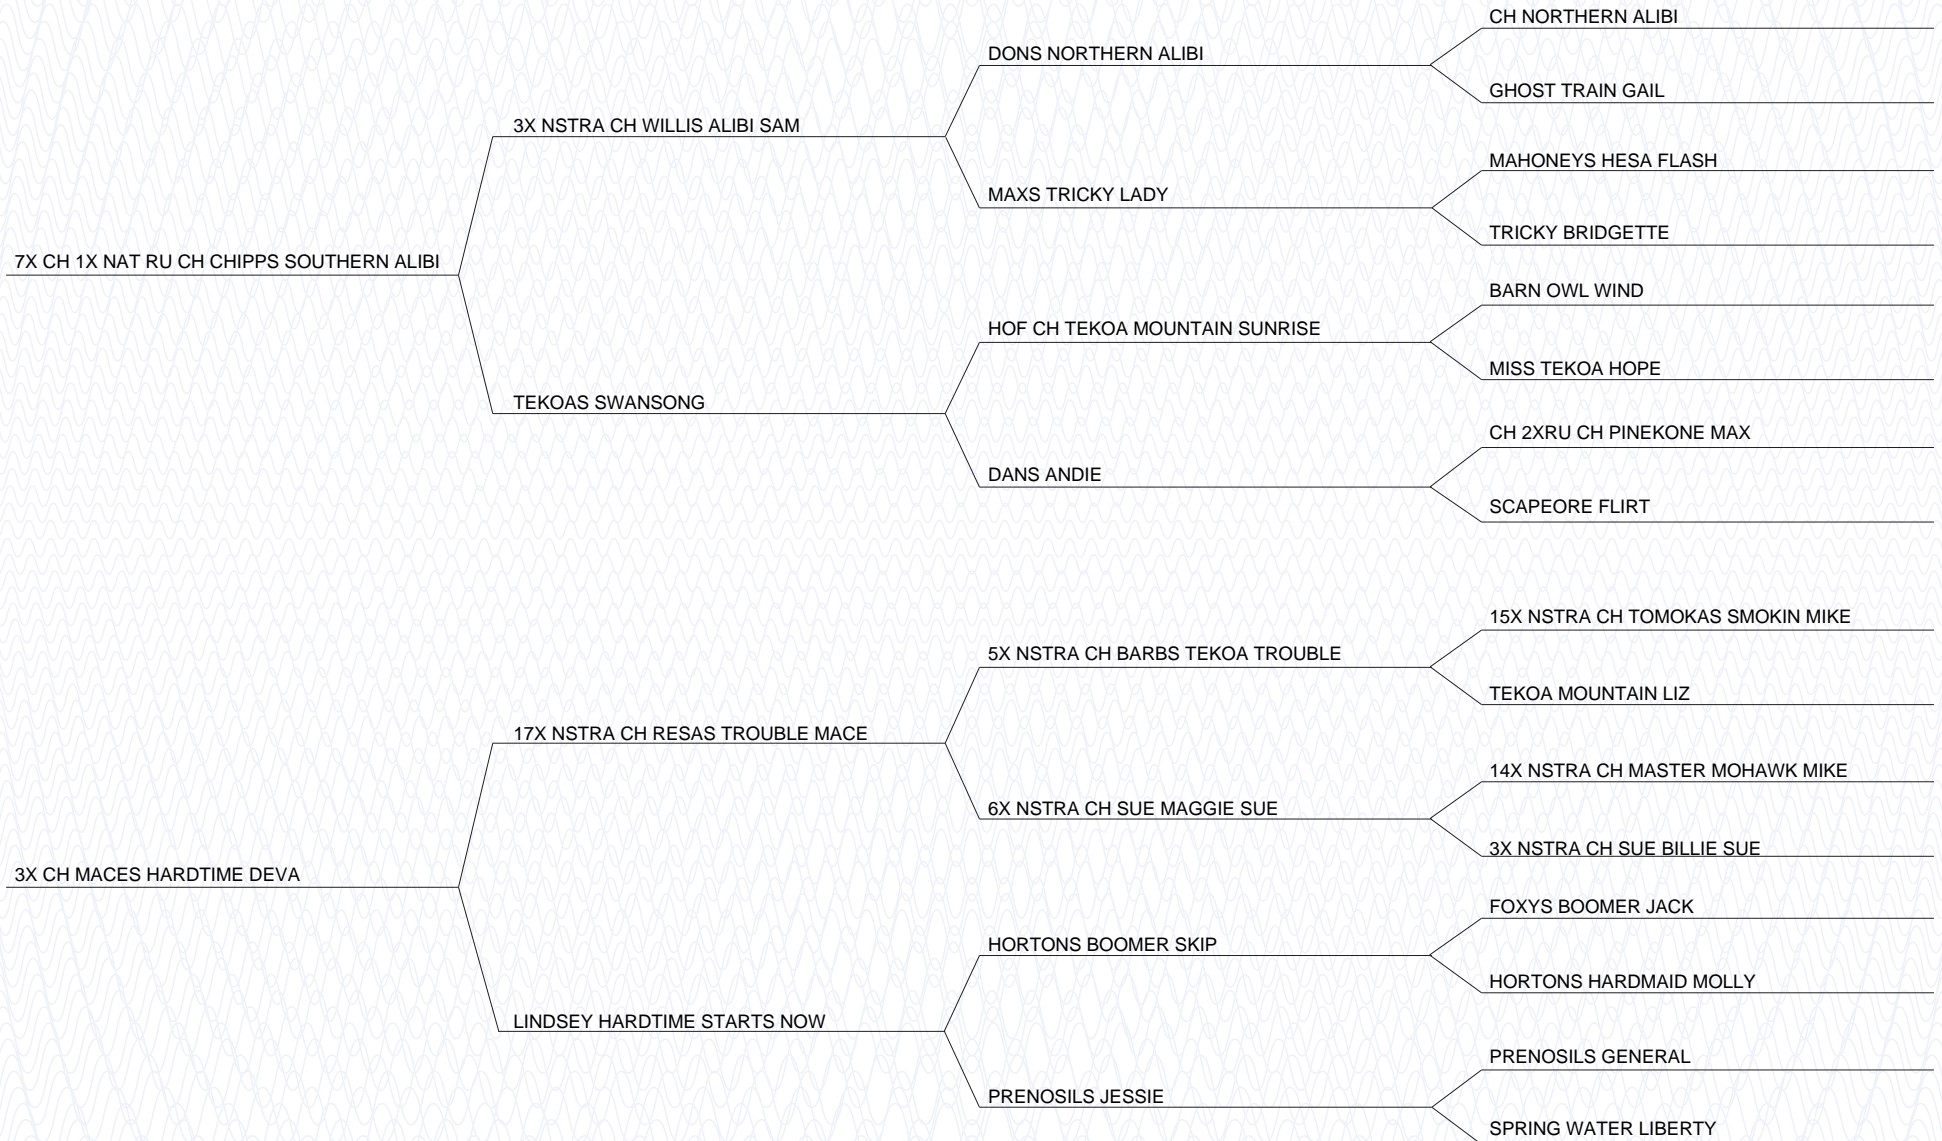 CH NORTHERN ALIBI
DONS NORTHERN ALIBI
GHOST TRAIN GAIL
3X NSTRA CH WILLIS ALIBI SAM
MAHONEYS HESA FLASH
MAXS TRICKY LADY
TRICKY BRIDGETTE
7X CH 1X NAT RU CH CHIPPS SOUTHERN ALIBI
BARN OWL WIND
HOF CH TEKOA MOUNTAIN SUNRISE
MISS TEKOA HOPE
TEKOAS SWANSONG
CH 2XRU CH PINEKONE MAX
DANS ANDIE
SCAPEORE FLIRT
15X NSTRA CH TOMOKAS SMOKIN MIKE
5X NSTRA CH BARBS TEKOA TROUBLE
TEKOA MOUNTAIN LIZ
17X NSTRA CH RESAS TROUBLE MACE
14X NSTRA CH MASTER MOHAWK MIKE
6X NSTRA CH SUE MAGGIE SUE
3X NSTRA CH SUE BILLIE SUE
3X CH MACES HARDTIME DEVA
FOXYS BOOMER JACK
HORTONS BOOMER SKIP
HORTONS HARDMAID MOLLY
LINDSEY HARDTIME STARTS NOW
PRENOSILS GENERAL
PRENOSILS JESSIE
SPRING WATER LIBERTY